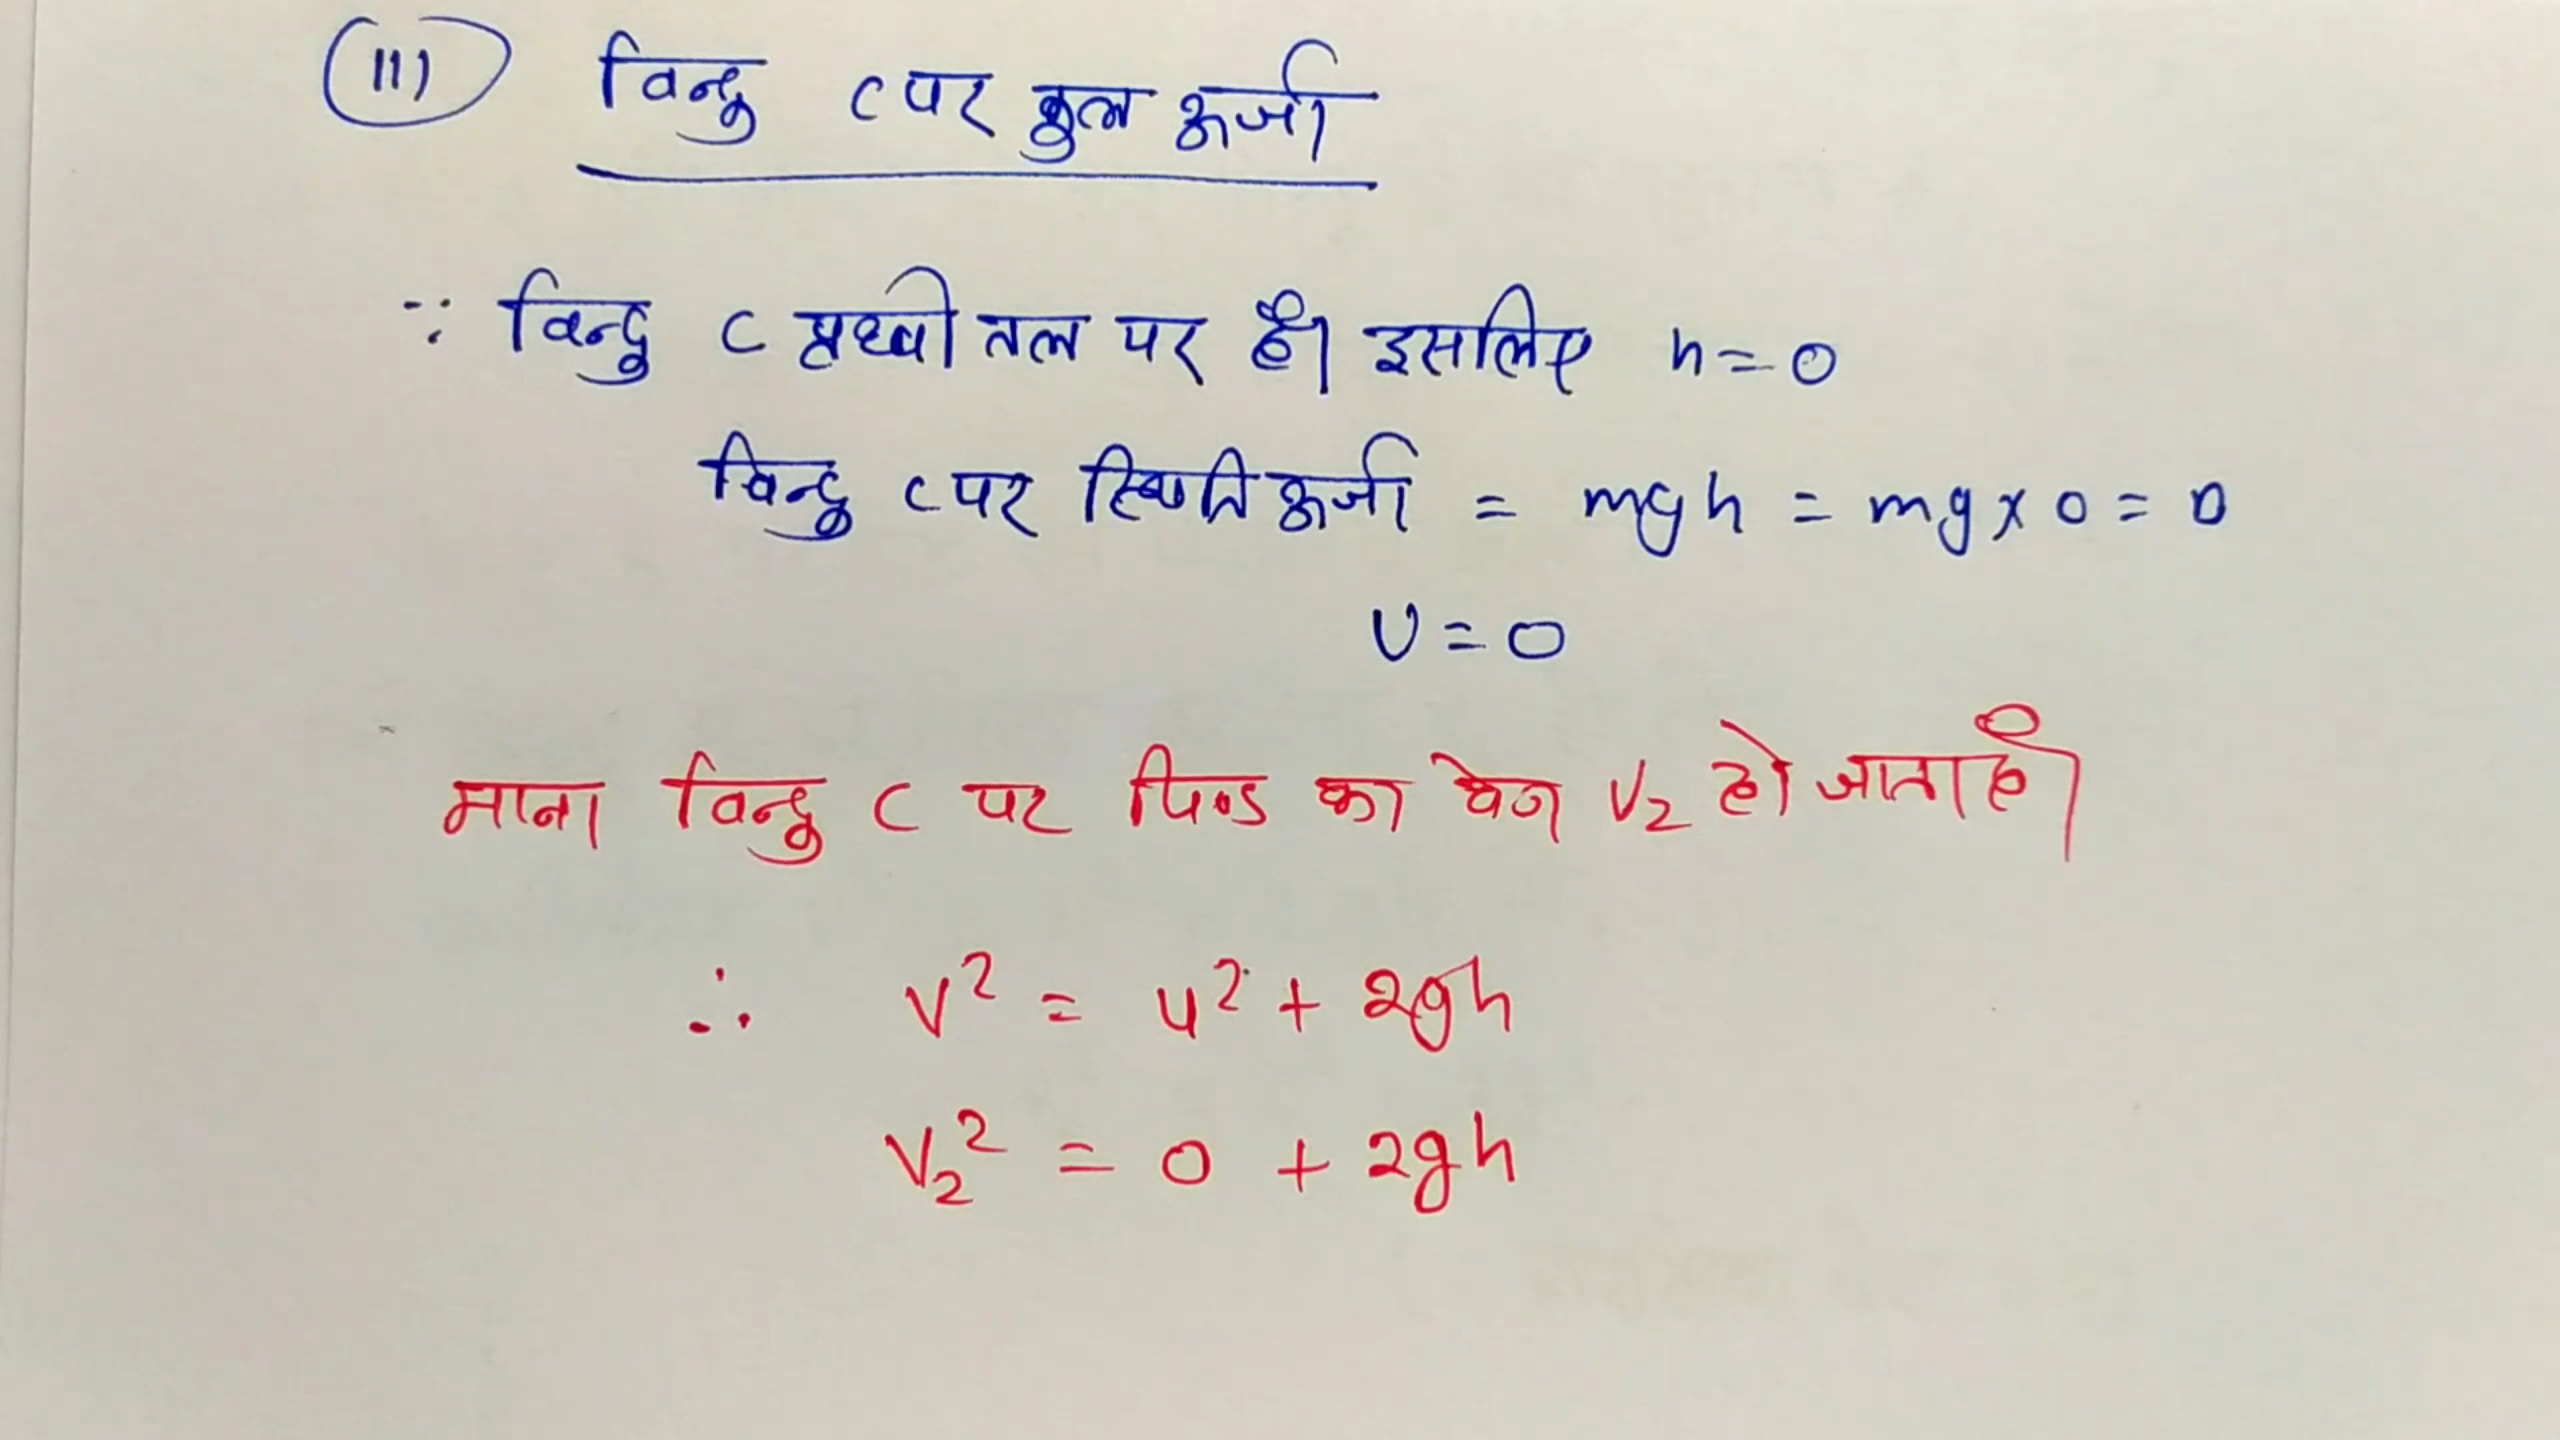 (III) विन्दु C पर कुल ऊर्जा
∵ विन्दु C पृथ्वी तल पर है। इसलिए h = 0
विन्दु C पर स्थिति ऊर्जा = mgh = mg x 0 = 0
U = 0
माना विन्दु C पर पिण्ड का वेग V₂ हो जाता है।
∴ V² = u² + 2gh
V₂² = 0 + 2gh